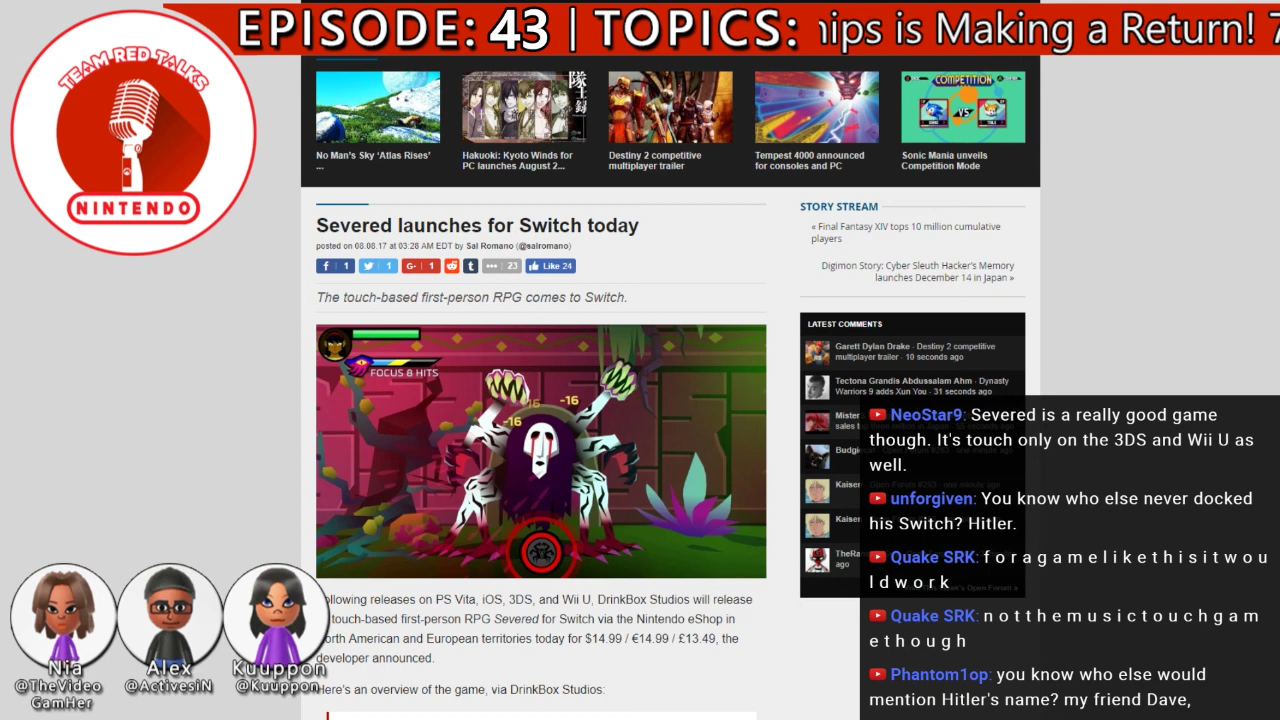 EPISODE: 43 | TOPICS: ips is Making a Return! 7
TEAM RED TALKS
NINTENDO
No Man's Sky 'Atlas Rises'
...
Hakuoki: Kyoto Winds for
PC launches August 2...
Destiny 2 competitive
multiplayer trailer
COMPETITION
VS
Tempest 4000 announced
for consoles and PC
Sonic Mania unveils
Competition Mode
Severed launches for Switch today
posted on 08.08.17 at 03:28 AM EDT by Sal Romano (@salromano)
f 1
1
G+ 1
t
••• 23
Like 24
The touch-based first-person RPG comes to Switch.
FOCUS 8 HITS
-16
-16
-16
STORY STREAM
« Final Fantasy XIV tops 10 million cumulative
players
Digimon Story: Cyber Sleuth Hacker's Memory
launches December 14 in Japan »
LATEST COMMENTS
Garett Dylan Drake · Destiny 2 competitive
multiplayer trailer · 10 seconds ago
Tectona Grandis Abdussalam Ahm · Dynasty
Warriors 9 adds Xun You · 31 seconds ago
Mister
sales
Budgie
Kaiser
Kaiser
TheRa
ago
NeoStar9: Severed is a really good game
though. It's touch only on the 3DS and Wii U as
well.
unforgiven: You know who else never docked
his Switch? Hitler.
Quake SRK: f o r a g a m e l i k e t h i s i t w o u
l d w o r k
Quake SRK: n o t t h e m u s i c t o u c h g a m
e t h o u g h
Phantom1op: you know who else would
mention Hitler's name? my friend Dave,
ollowing releases on PS Vita, iOS, 3DS, and Wii U, DrinkBox Studios will release
touch-based first-person RPG Severed for Switch via the Nintendo eShop in
orth American and European territories today for $14.99 / €14.99 / £13.49, the
developer announced.
Here's an overview of the game, via DrinkBox Studios:
Nia
@TheVideo
GamHer
Alex
@ActivesiN
Kuuppon
@Kuuppon